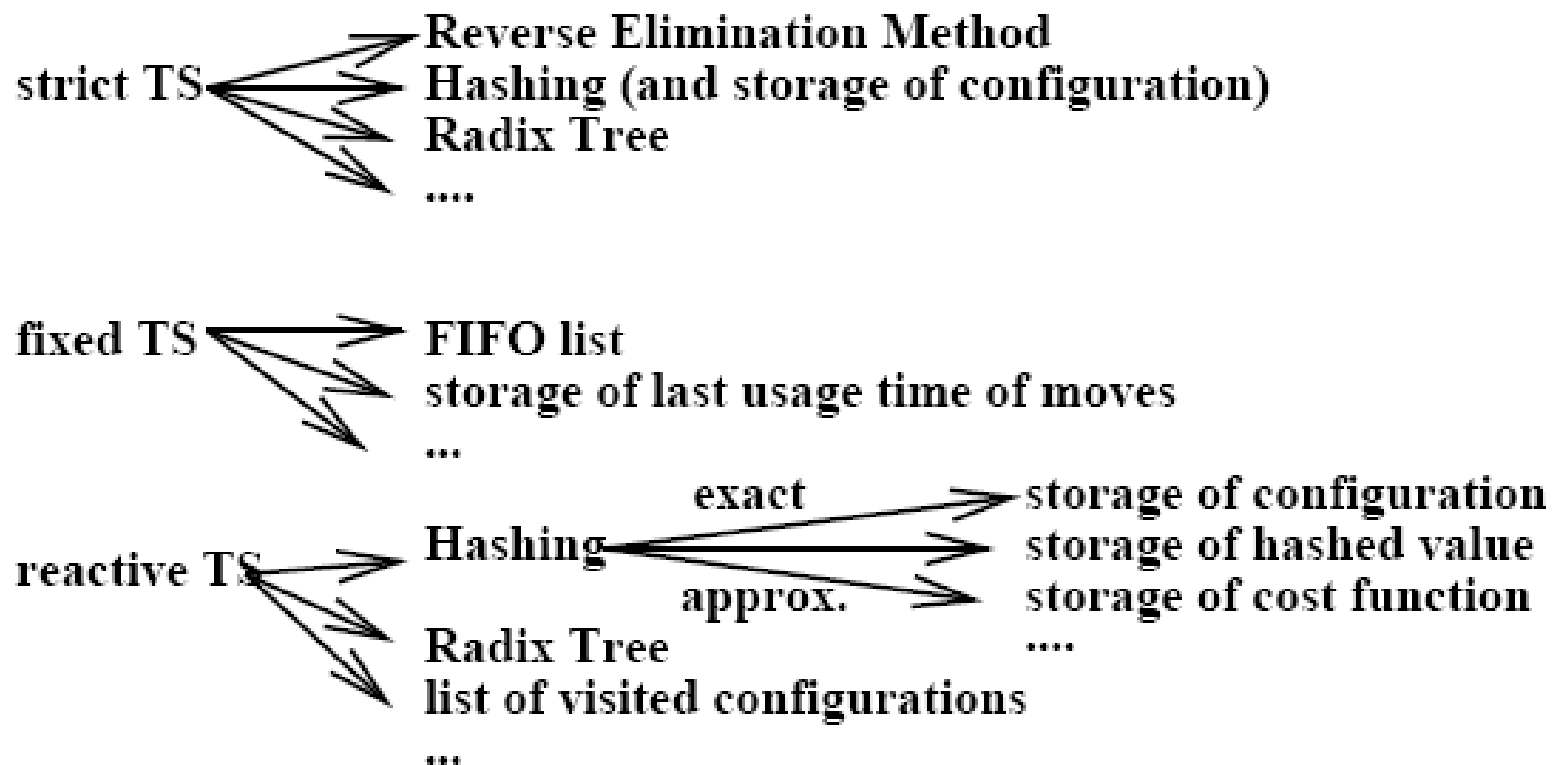 strict TS
Reverse Elimination Method
Hashing (and storage of configuration)
Radix Tree
....
fixed TS
FIFO list
storage of last usage time of moves
...
reactive TS
Hashing
exact
approx.
storage of configuration
storage of hashed value
storage of cost function
....
Radix Tree
list of visited configurations
...